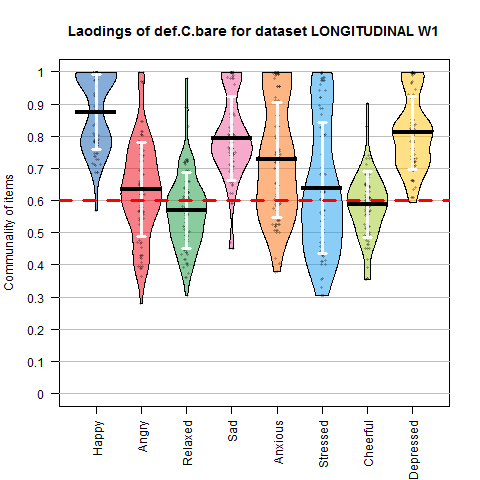 Laodings of def.C.bare for dataset LONGITUDINAL W1
Communality of items
1
0.9
0.8
0.7
0.6
0.5
0.4
0.3
0.2
0.1
0
Happy
Angry
Relaxed
Sad
Anxious
Stressed
Cheerful
Depressed